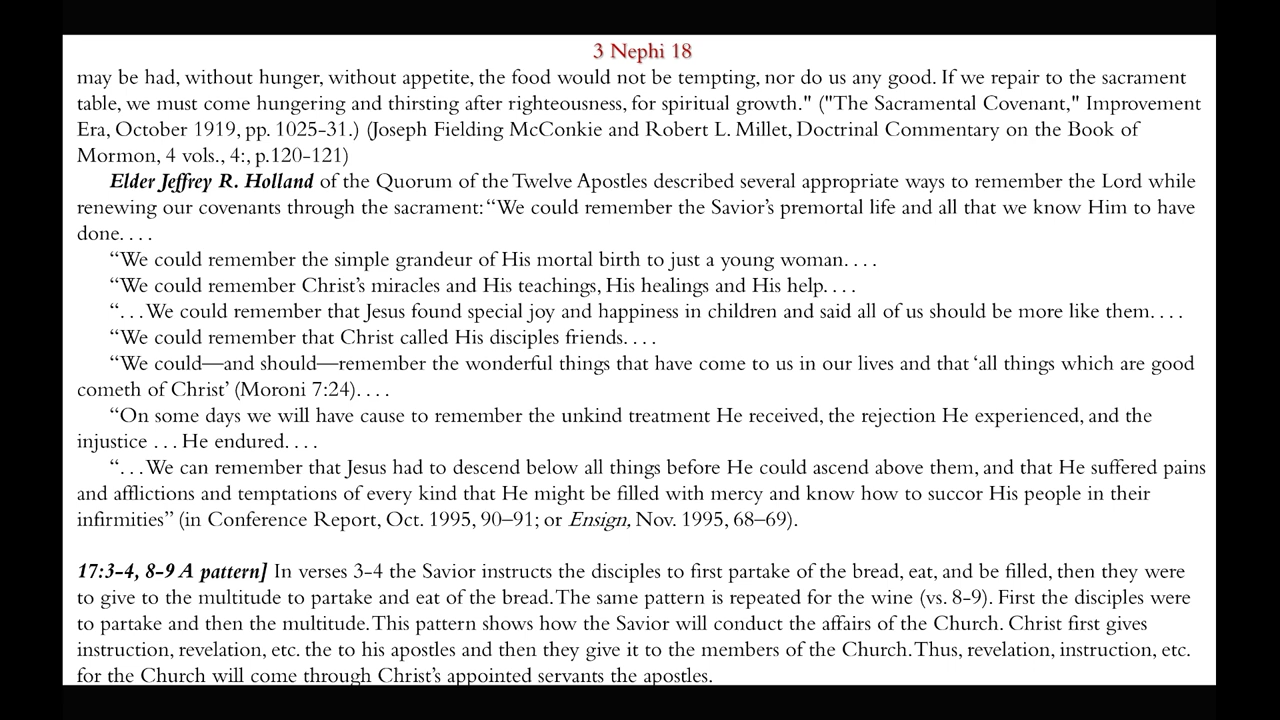 3 Nephi 18
may be had, without hunger, without appetite, the food would not be tempting, nor do us any good. If we repair to the sacrament
table, we must come hungering and thirsting after righteousness, for spiritual growth." ("The Sacramental Covenant," Improvement
Era, October 1919, pp. 1025-31.) (Joseph Fielding McConkie and Robert L. Millet, Doctrinal Commentary on the Book of
Mormon, 4 vols., 4:, p.120-121)
Elder Jeffrey R. Holland of the Quorum of the Twelve Apostles described several appropriate ways to remember the Lord while
renewing our covenants through the sacrament: “We could remember the Savior’s premortal life and all that we know Him to have
done. . . .
“We could remember the simple grandeur of His mortal birth to just a young woman. . . .
“We could remember Christ’s miracles and His teachings, His healings and His help. . . .
“. . . We could remember that Jesus found special joy and happiness in children and said all of us should be more like them. . . .
“We could remember that Christ called His disciples friends. . . .
“We could—and should—remember the wonderful things that have come to us in our lives and that ‘all things which are good
cometh of Christ’ (Moroni 7:24). . . .
“On some days we will have cause to remember the unkind treatment He received, the rejection He experienced, and the
injustice . . . He endured. . . .
“. . . We can remember that Jesus had to descend below all things before He could ascend above them, and that He suffered pains
and afflictions and temptations of every kind that He might be filled with mercy and know how to succor His people in their
infirmities” (in Conference Report, Oct. 1995, 90–91; or Ensign, Nov. 1995, 68–69).
17:3-4, 8-9 A pattern] In verses 3-4 the Savior instructs the disciples to first partake of the bread, eat, and be filled, then they were
to give to the multitude to partake and eat of the bread. The same pattern is repeated for the wine (vs. 8-9). First the disciples were
to partake and then the multitude. This pattern shows how the Savior will conduct the affairs of the Church. Christ first gives
instruction, revelation, etc. the to his apostles and then they give it to the members of the Church. Thus, revelation, instruction, etc.
for the Church will come through Christ’s appointed servants the apostles.